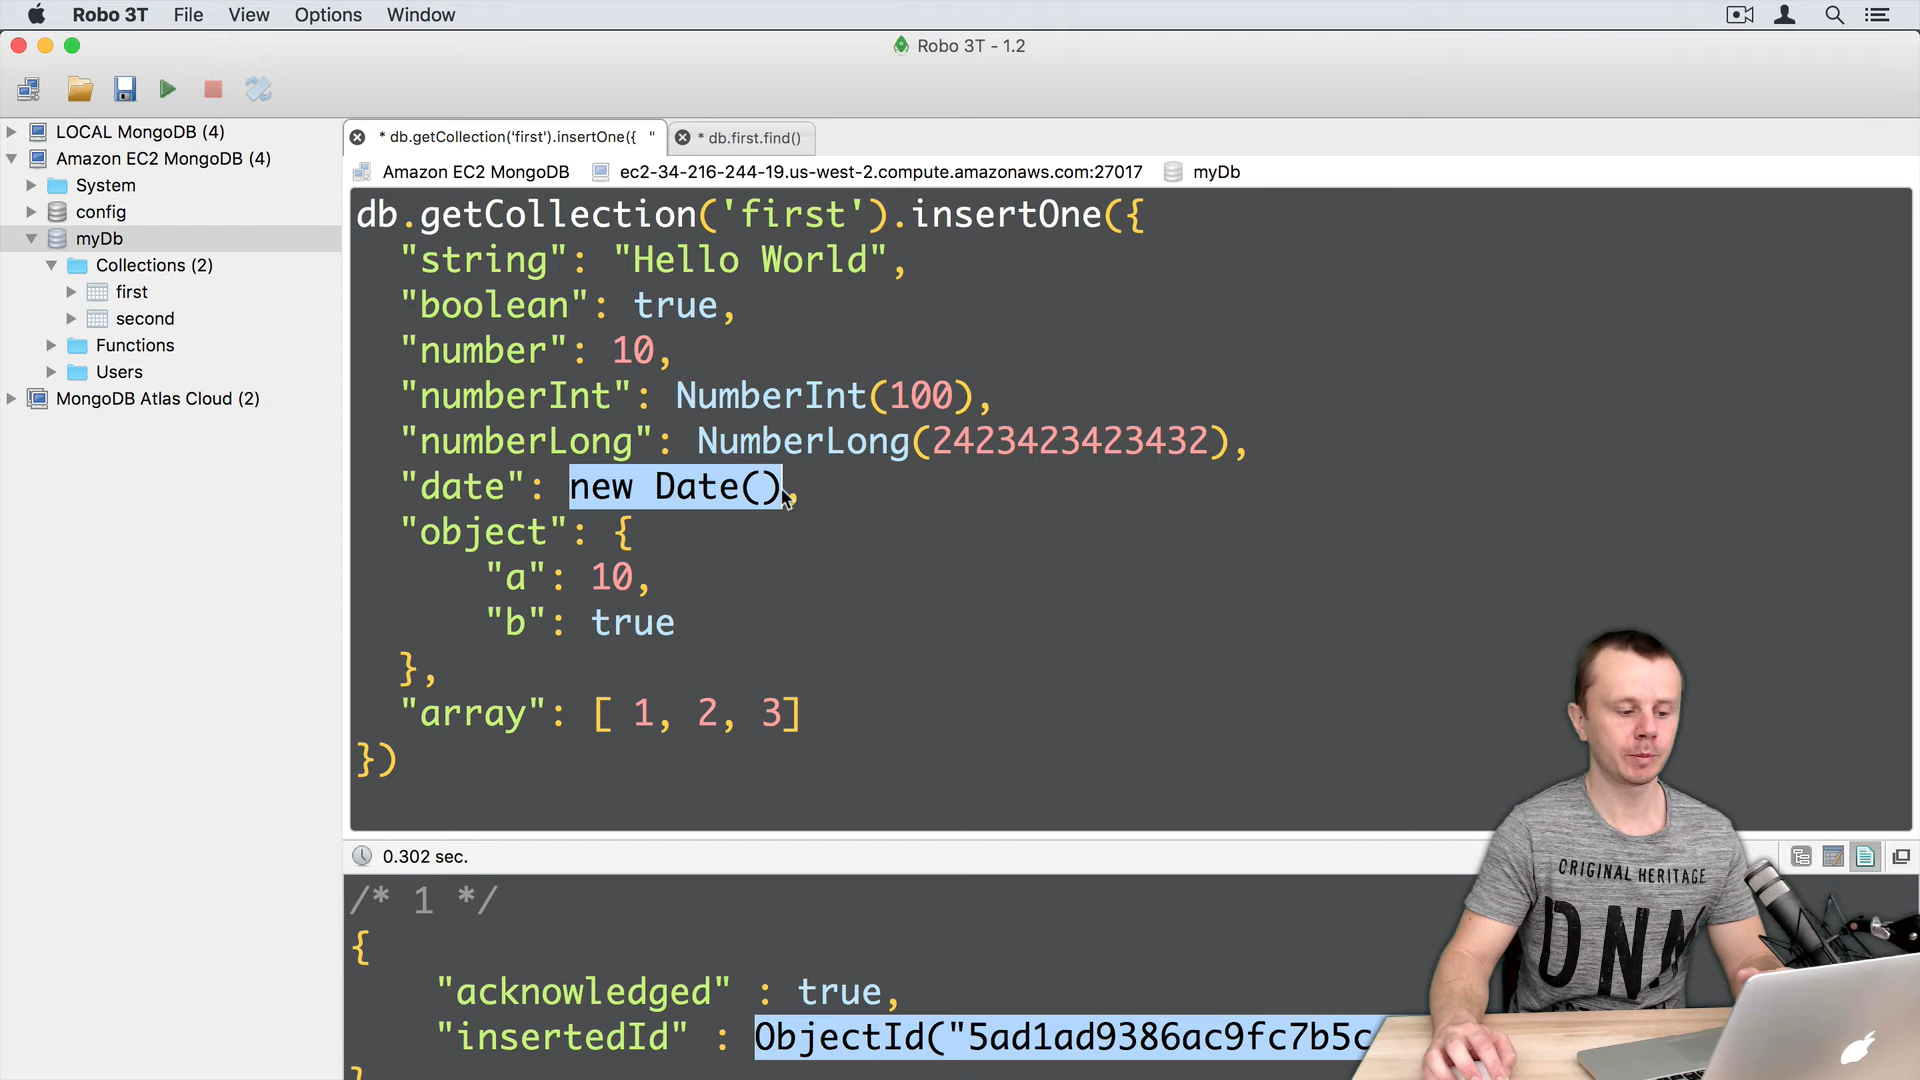 Robo 3T File View Options Window
Robo 3T - 1.2
LOCAL MongoDB (4)
Amazon EC2 MongoDB (4)
System
config
myDb
Collections (2)
first
second
Functions
Users
MongoDB Atlas Cloud (2)
* db.getCollection('first').insertOne({ "
* db.first.find()
Amazon EC2 MongoDB ec2-34-216-244-19.us-west-2.compute.amazonaws.com:27017 myDb
db.getCollection('first').insertOne({
"string": "Hello World",
"boolean": true,
"number": 10,
"numberInt": NumberInt(100),
"numberLong": NumberLong(2423423423432),
"date": new Date(),
"object": {
"a": 10,
"b": true
},
"array": [ 1, 2, 3]
})
0.302 sec.
/* 1 */
{
"acknowledged" : true,
"insertedId" : ObjectId("5ad1ad9386ac9fc7b5c
}
ORIGINAL HERITAGE
DNM